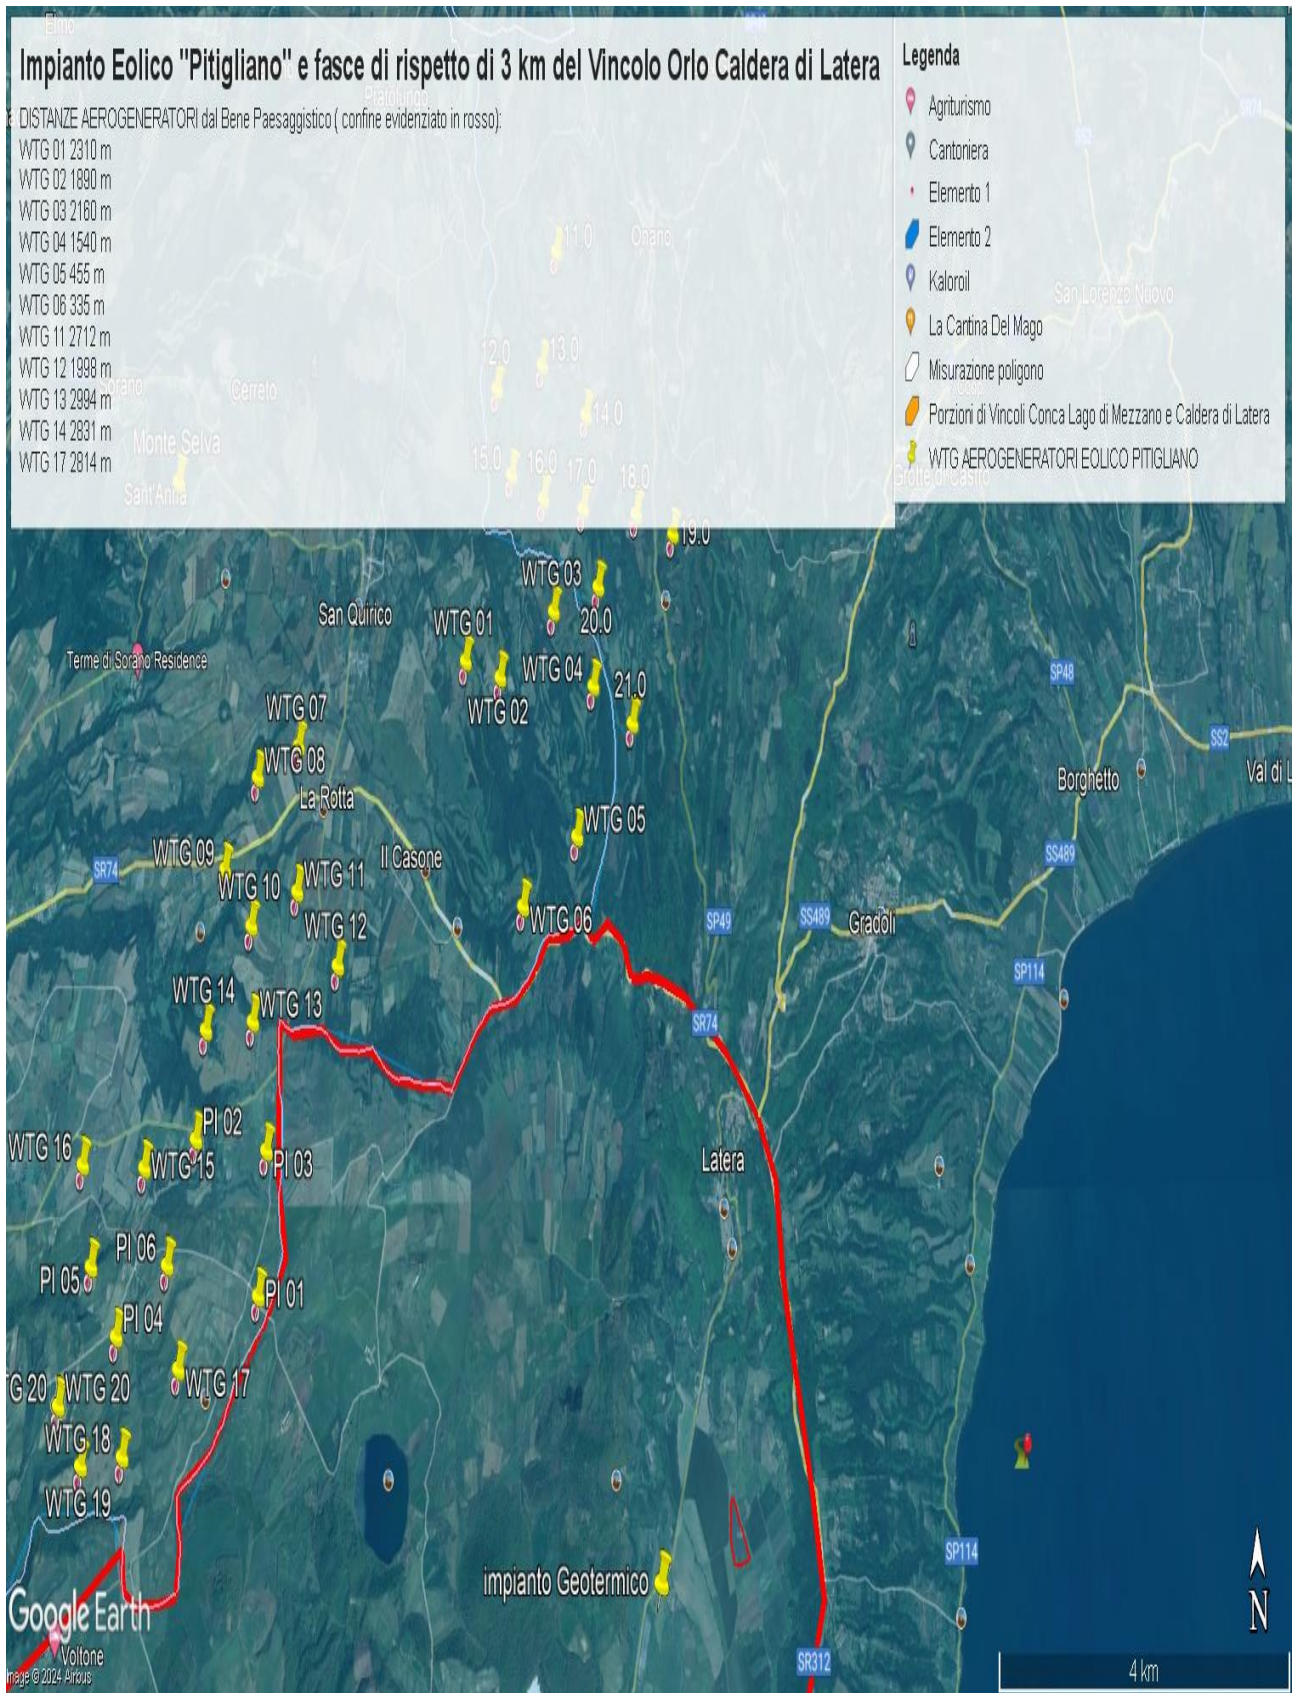 Elmo
Impianto Eolico "Pitigliano" e fasce di rispetto di 3 km del Vincolo Orlo Caldera di Latera
Pratolungo
DISTANZE AEROGENERATORI dal Bene Paesaggistico ( confine evidenziato in rosso):
WTG 01 2310 m
WTG 02 1890 m
WTG 03 2160 m
WTG 04 1540 m
WTG 05 455 m
WTG 06 335 m
WTG 11 2712 m
WTG 12 1998 m
WTG 13 2994 m
WTG 14 2831 m
WTG 17 2814 m
Legenda
Agriturismo
Cantoniera
Elemento 1
Elemento 2
Kaloroil
La Cantina Del Mago
Misurazione poligono
Porzioni di Vincoli Conca Lago di Mezzano e Caldera di Latera
WTG AEROGENERATORI EOLICO PITIGLIANO
SS2
SR74
11.0
Onano
San Lorenzo Nuovo
12.0
13.0
Sorano
Cerreto
14.0
Monte Selva
15.0
16.0
17.0
18.0
Sant'Anna
Grotte di Castro
19.0
WTG 03
San Quirico
WTG 01
20.0
Terme di Sorano Residence
WTG 04
SP48
21.0
WTG 07
WTG 02
SS2
WTG 08
Borghetto
Val di L
La Rotta
WTG 05
WTG 09
Il Casone
SS489
SR74
WTG 10
WTG 11
WTG 12
WTG 06
SP49
SS489
Gradoli
SP114
WTG 14
WTG 13
SR74
PI 02
WTG 16
WTG 15
PI 03
Latera
PI 06
PI 05
PI 01
PI 04
WTG 17
G 20
WTG 20
WTG 18
WTG 19
SP114
impianto Geotermico
Google Earth
Voltone
mage © 2024 Airbus
SR312
N
4 km